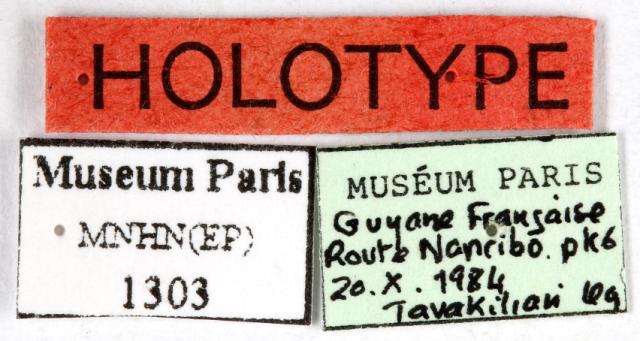 HOLOTYPE
Museum Paris
MNHN(EP)
1303
MUSÉUM PARIS
Guyane Française
Route Nancibo. pk6
20.X.1984
Tavakilian leg